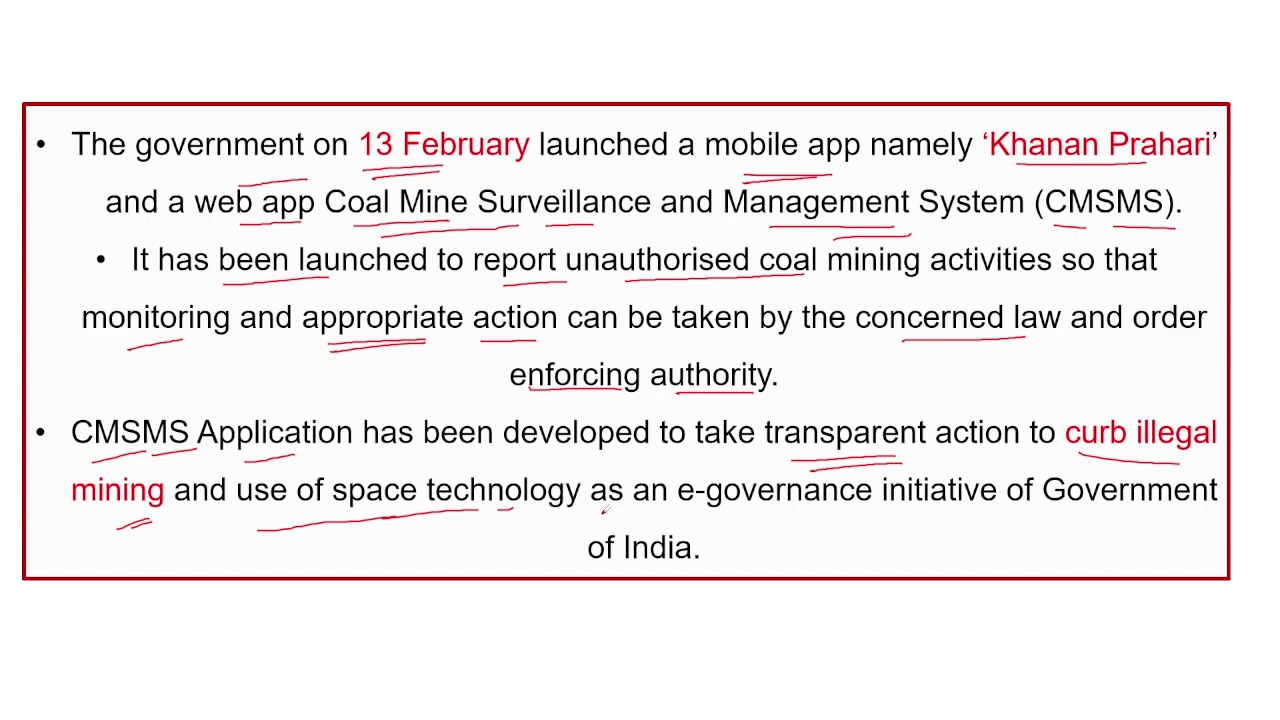 • The government on 13 February launched a mobile app namely ‘Khanan Prahari’
and a web app Coal Mine Surveillance and Management System (CMSMS).
• It has been launched to report unauthorised coal mining activities so that
monitoring and appropriate action can be taken by the concerned law and order
enforcing authority.
• CMSMS Application has been developed to take transparent action to curb illegal
mining and use of space technology as an e-governance initiative of Government
of India.